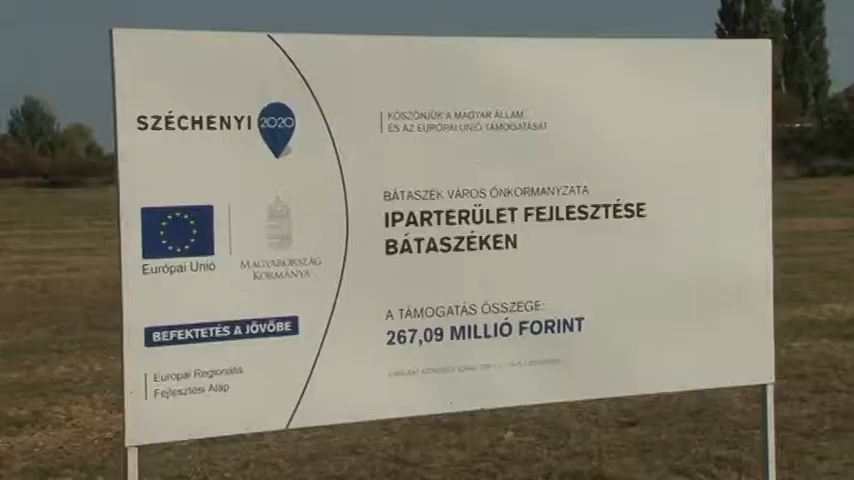 SZÉCHENYI 2020
KÖSZÖNJÜK A MAGYAR ÁLLAM
ÉS AZ EURÓPAI UNIÓ TÁMOGATÁSÁT
BÁTASZÉK VÁROS ÖNKORMÁNYZATA
IPARTERÜLET FEJLESZTÉSE
BÁTASZÉKEN
Európai Unió
MAGYARORSZÁG
KORMÁNYA
A TÁMOGATÁS ÖSSZEGE:
267,09 MILLIÓ FORINT
BEFEKTETÉS A JÖVŐBE
Európai Regionális
Fejlesztési Alap